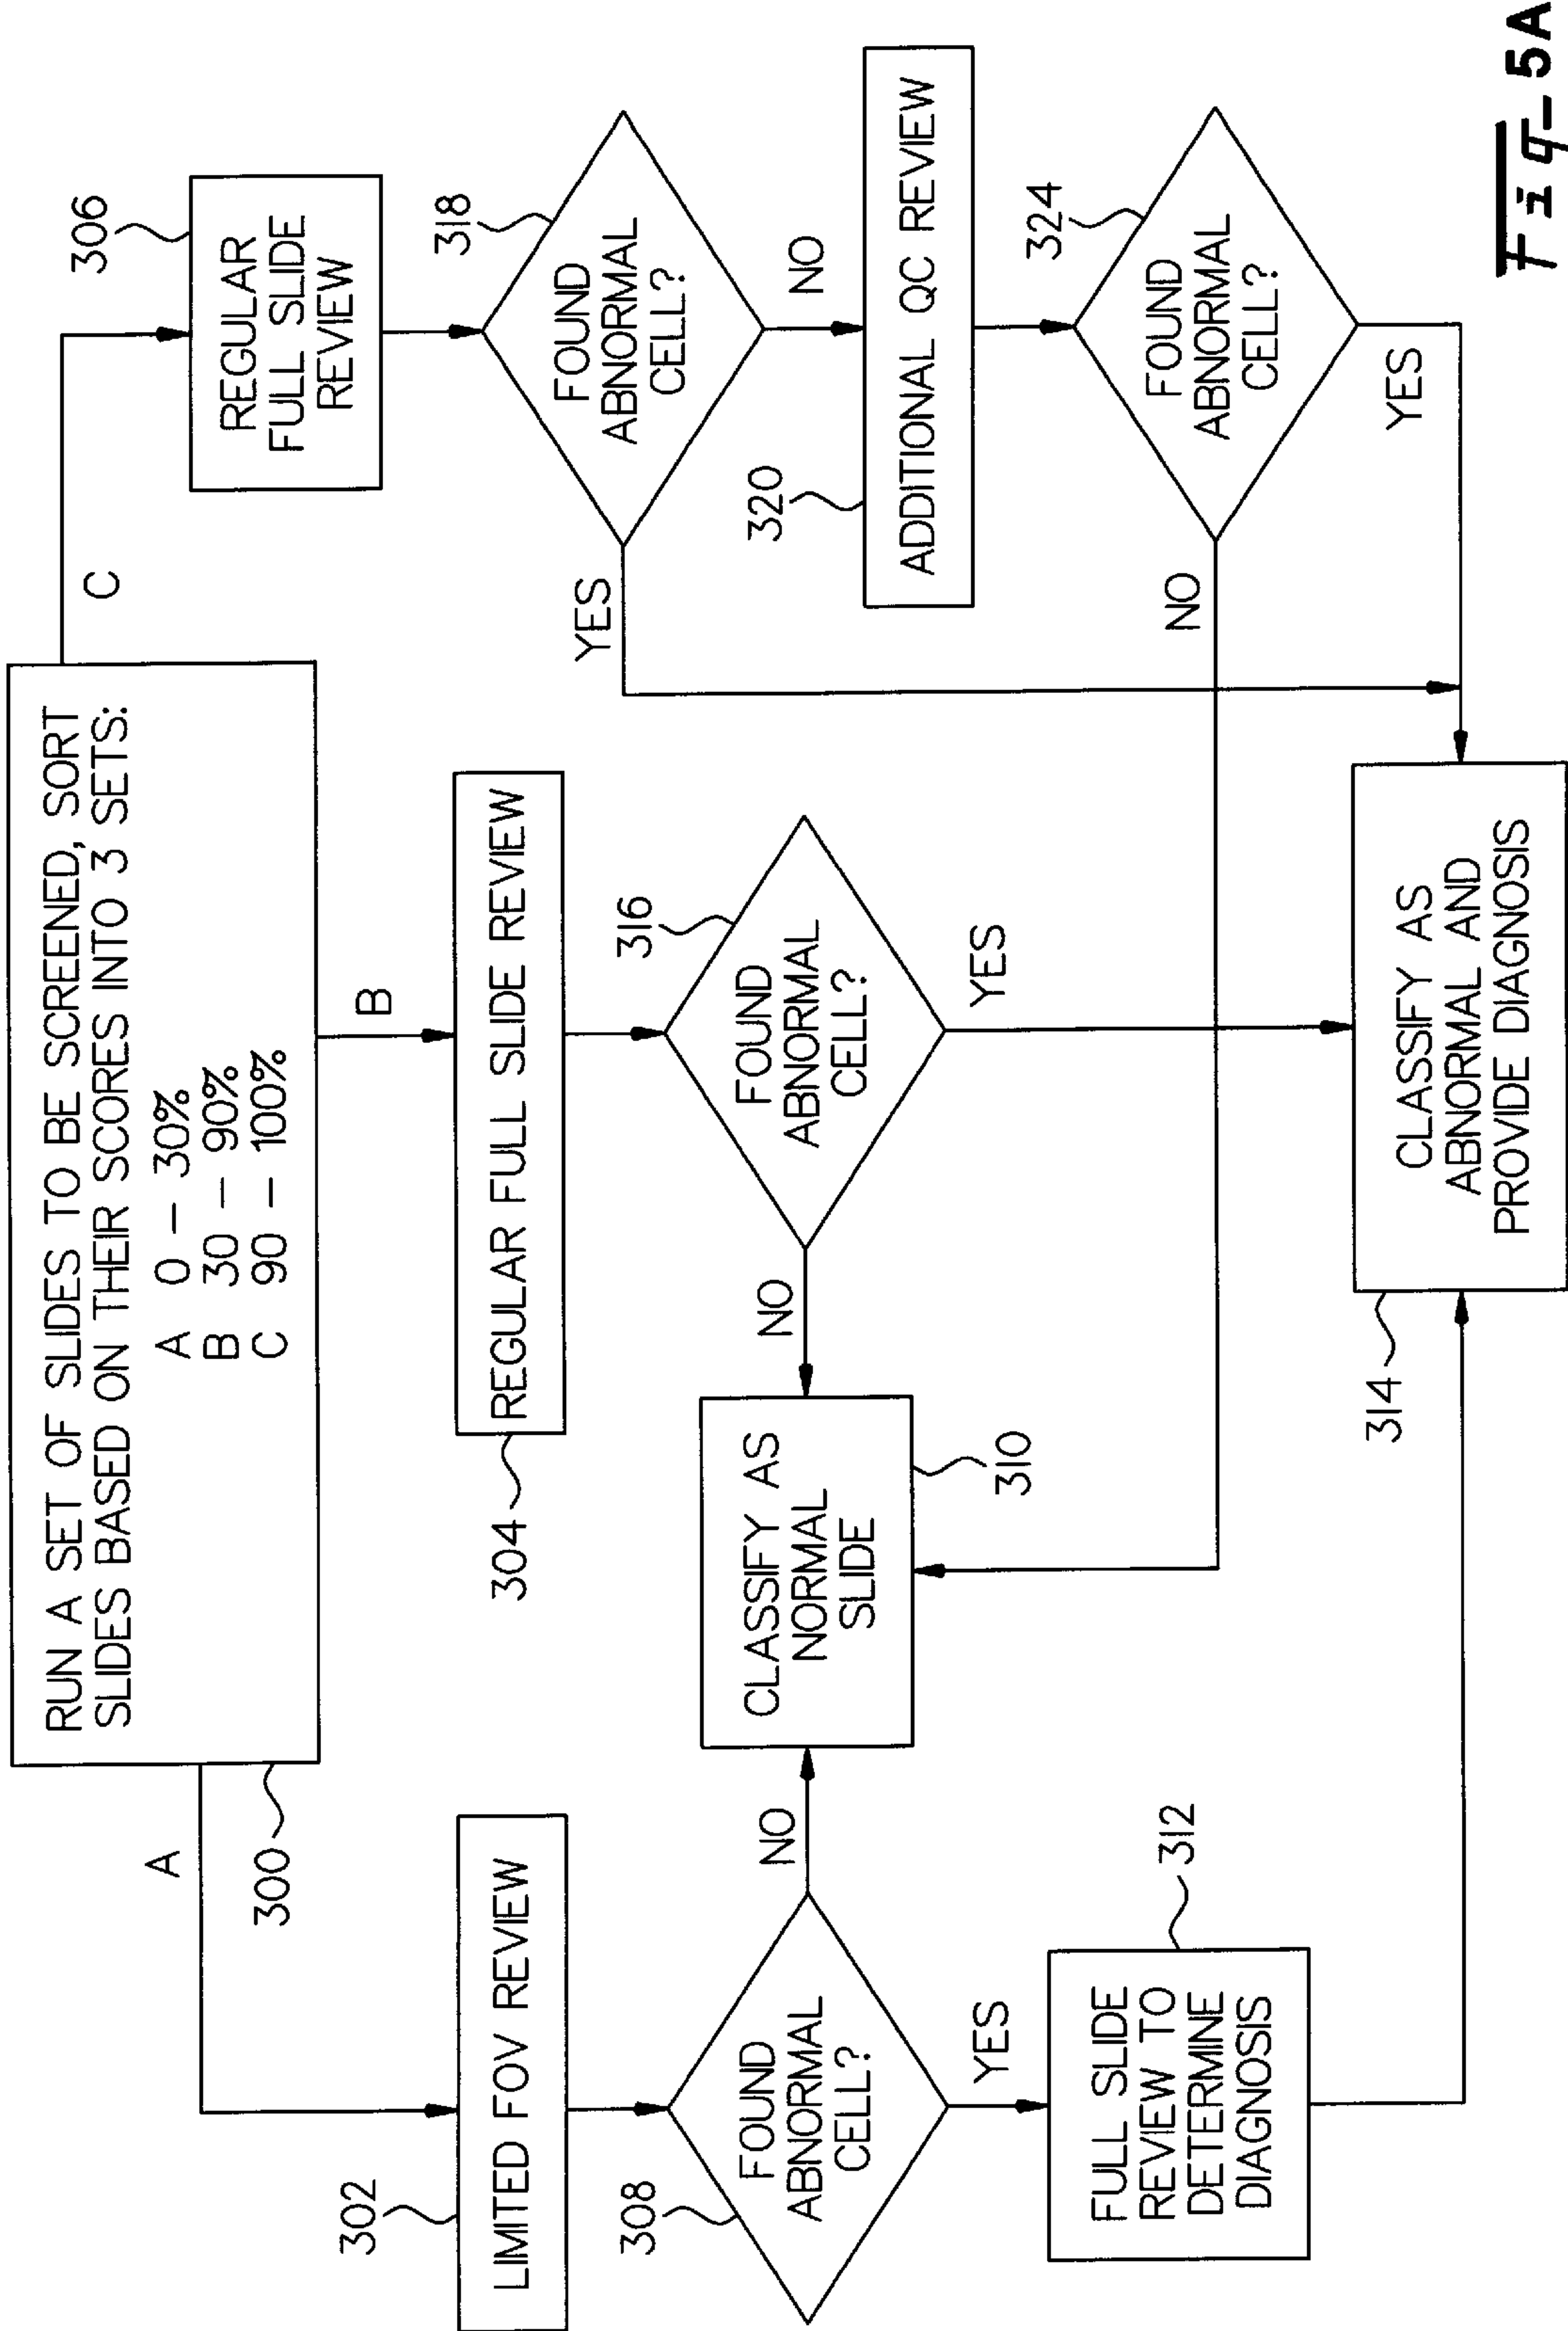 RUN A SET OF SLIDES TO BE SCREENED, SORT
SLIDES BASED ON THEIR SCORES INTO 3 SETS:
A 0 – 30%
B 30 – 90%
C 90 – 100%
300
A
B
C
302
LIMITED FOV REVIEW
304
REGULAR FULL SLIDE REVIEW
306
REGULAR
FULL SLIDE
REVIEW
308
FOUND
ABNORMAL
CELL?
NO
YES
CLASSIFY AS
NORMAL
SLIDE
310
316
FOUND
ABNORMAL
CELL?
NO
YES
318
FOUND
ABNORMAL
CELL?
YES
NO
320
ADDITIONAL QC REVIEW
324
FOUND
ABNORMAL
CELL?
NO
YES
312
FULL SLIDE
REVIEW TO
DETERMINE
DIAGNOSIS
314
CLASSIFY AS
ABNORMAL AND
PROVIDE DIAGNOSIS
Fig_5A